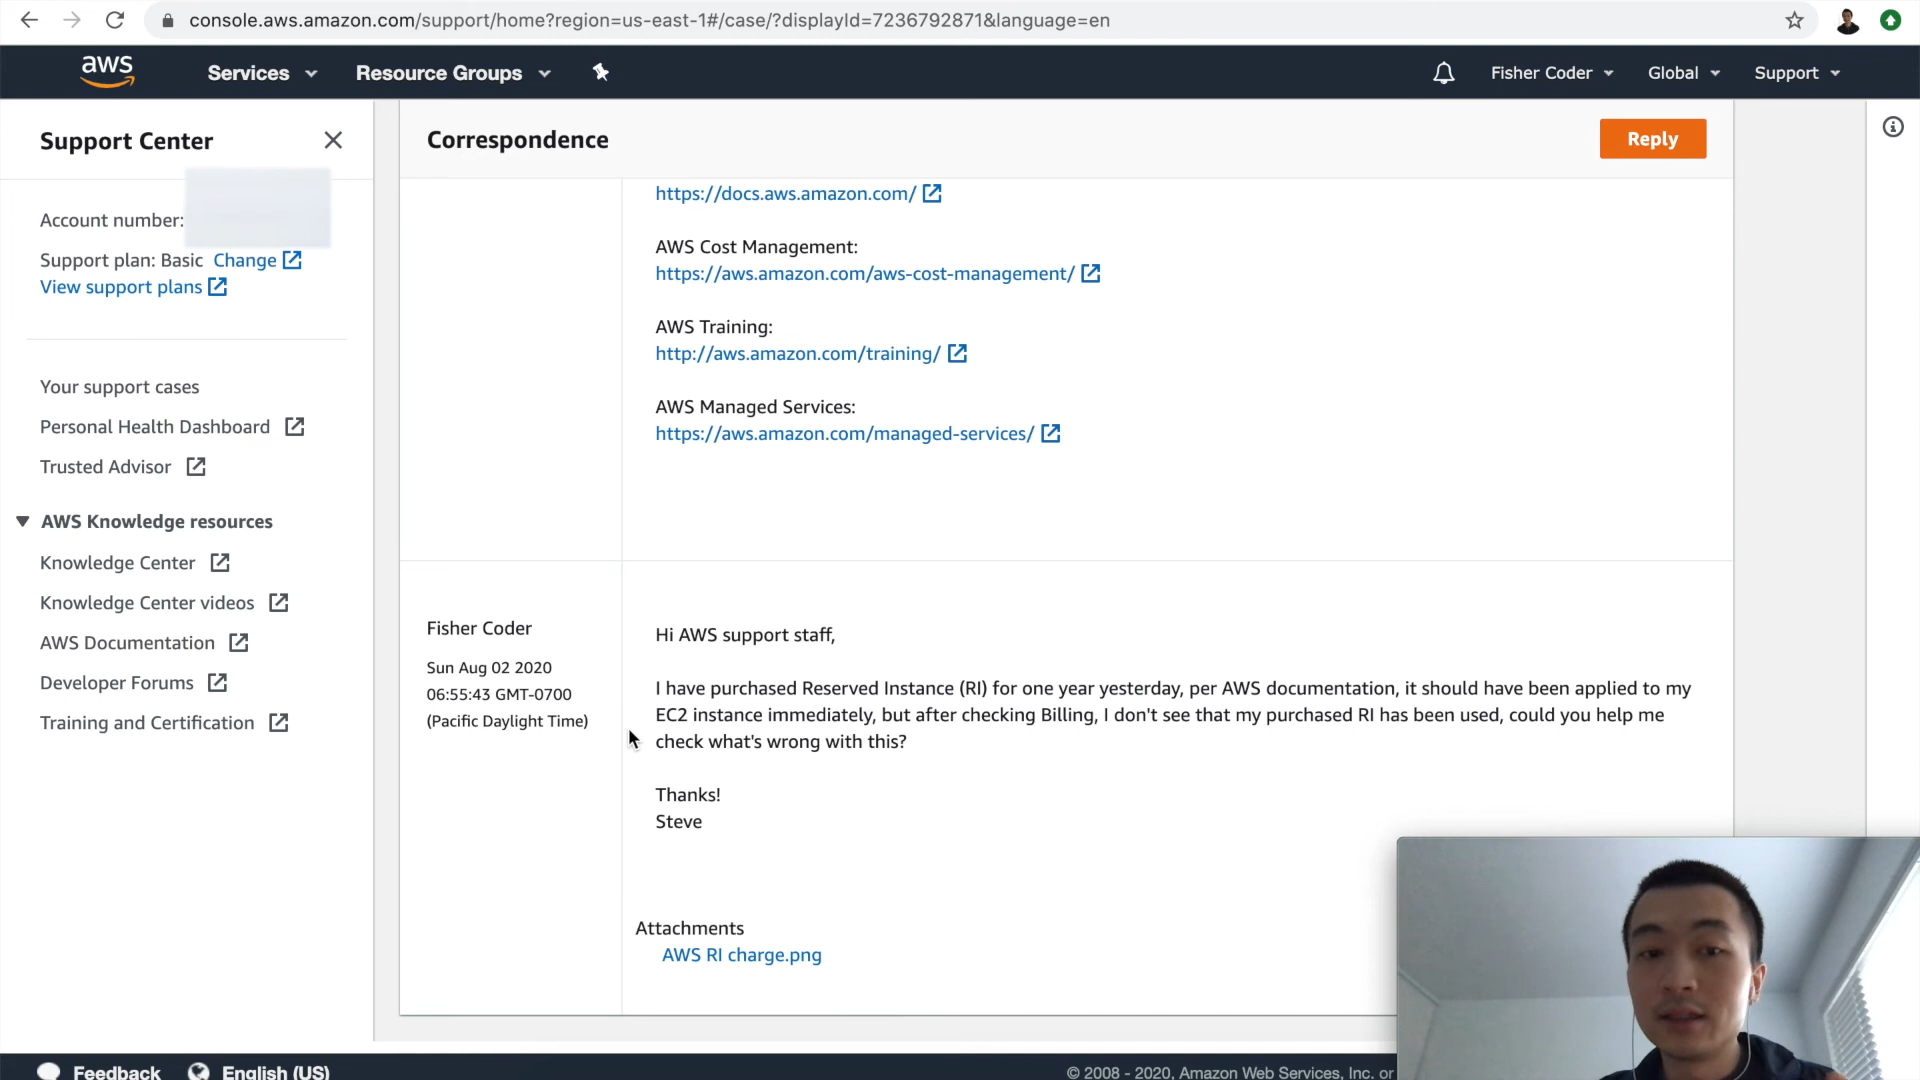 console.aws.amazon.com/support/home?region=us-east-1#/case/?displayId=7236792871&language=en
aws
Services
Resource Groups
Fisher Coder
Global
Support
Support Center
Account number:
Support plan: Basic Change
View support plans
Your support cases
Personal Health Dashboard
Trusted Advisor
AWS Knowledge resources
Knowledge Center
Knowledge Center videos
AWS Documentation
Developer Forums
Training and Certification
Correspondence
Reply
https://docs.aws.amazon.com/
AWS Cost Management:
https://aws.amazon.com/aws-cost-management/
AWS Training:
http://aws.amazon.com/training/
AWS Managed Services:
https://aws.amazon.com/managed-services/
Fisher Coder
Sun Aug 02 2020
06:55:43 GMT-0700
(Pacific Daylight Time)
Hi AWS support staff,
I have purchased Reserved Instance (RI) for one year yesterday, per AWS documentation, it should have been applied to my
EC2 instance immediately, but after checking Billing, I don't see that my purchased RI has been used, could you help me
check what's wrong with this?
Thanks!
Steve
Attachments
AWS RI charge.png
Feedback
English (US)
© 2008 - 2020, Amazon Web Services, Inc. or